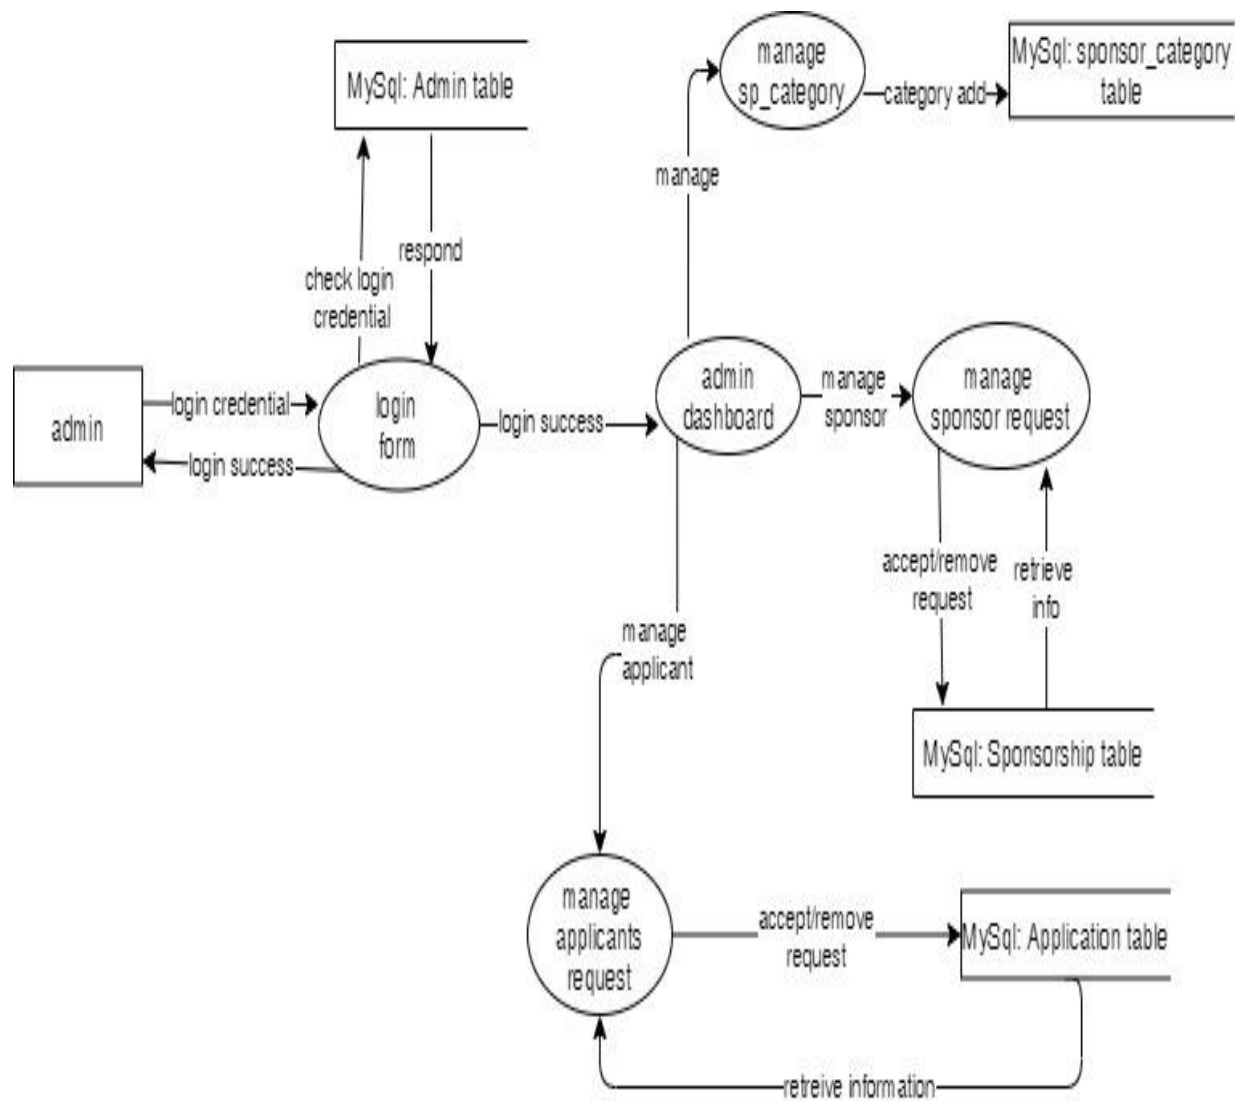 manage
sp_category
MySql: sponsor_category
table
category add
MySql: Admin table
manage
respond
check login
credential
admin
login credential
login success
login
form
login success
admin
dashboard
manage
sponsor
manage
sponsor request
accept/remove
request
retrieve
info
manage
applicant
MySql: Sponsorship table
manage
applicants
request
accept/remove
request
MySql: Application table
retreive information